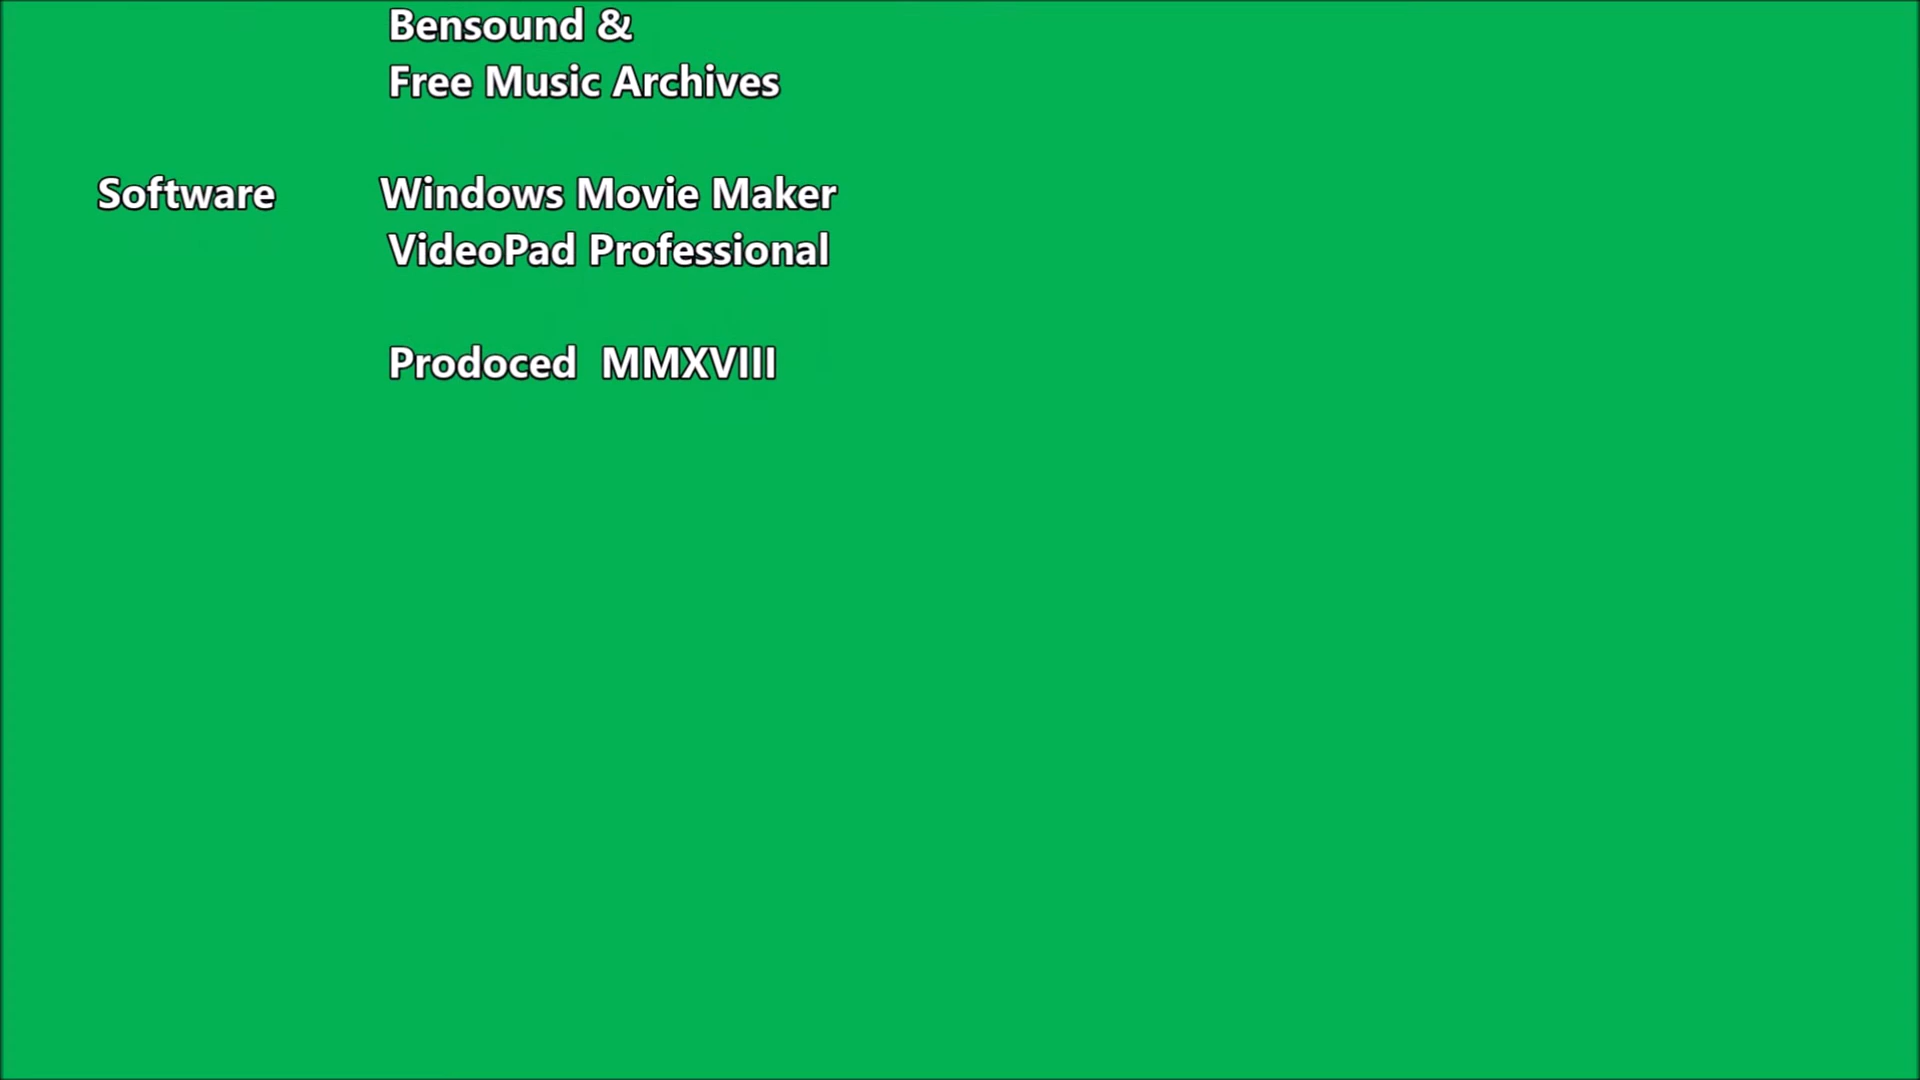 Bensound &
Free Music Archives
Software Windows Movie Maker
VideoPad Professional
Prodoced MMXVIII